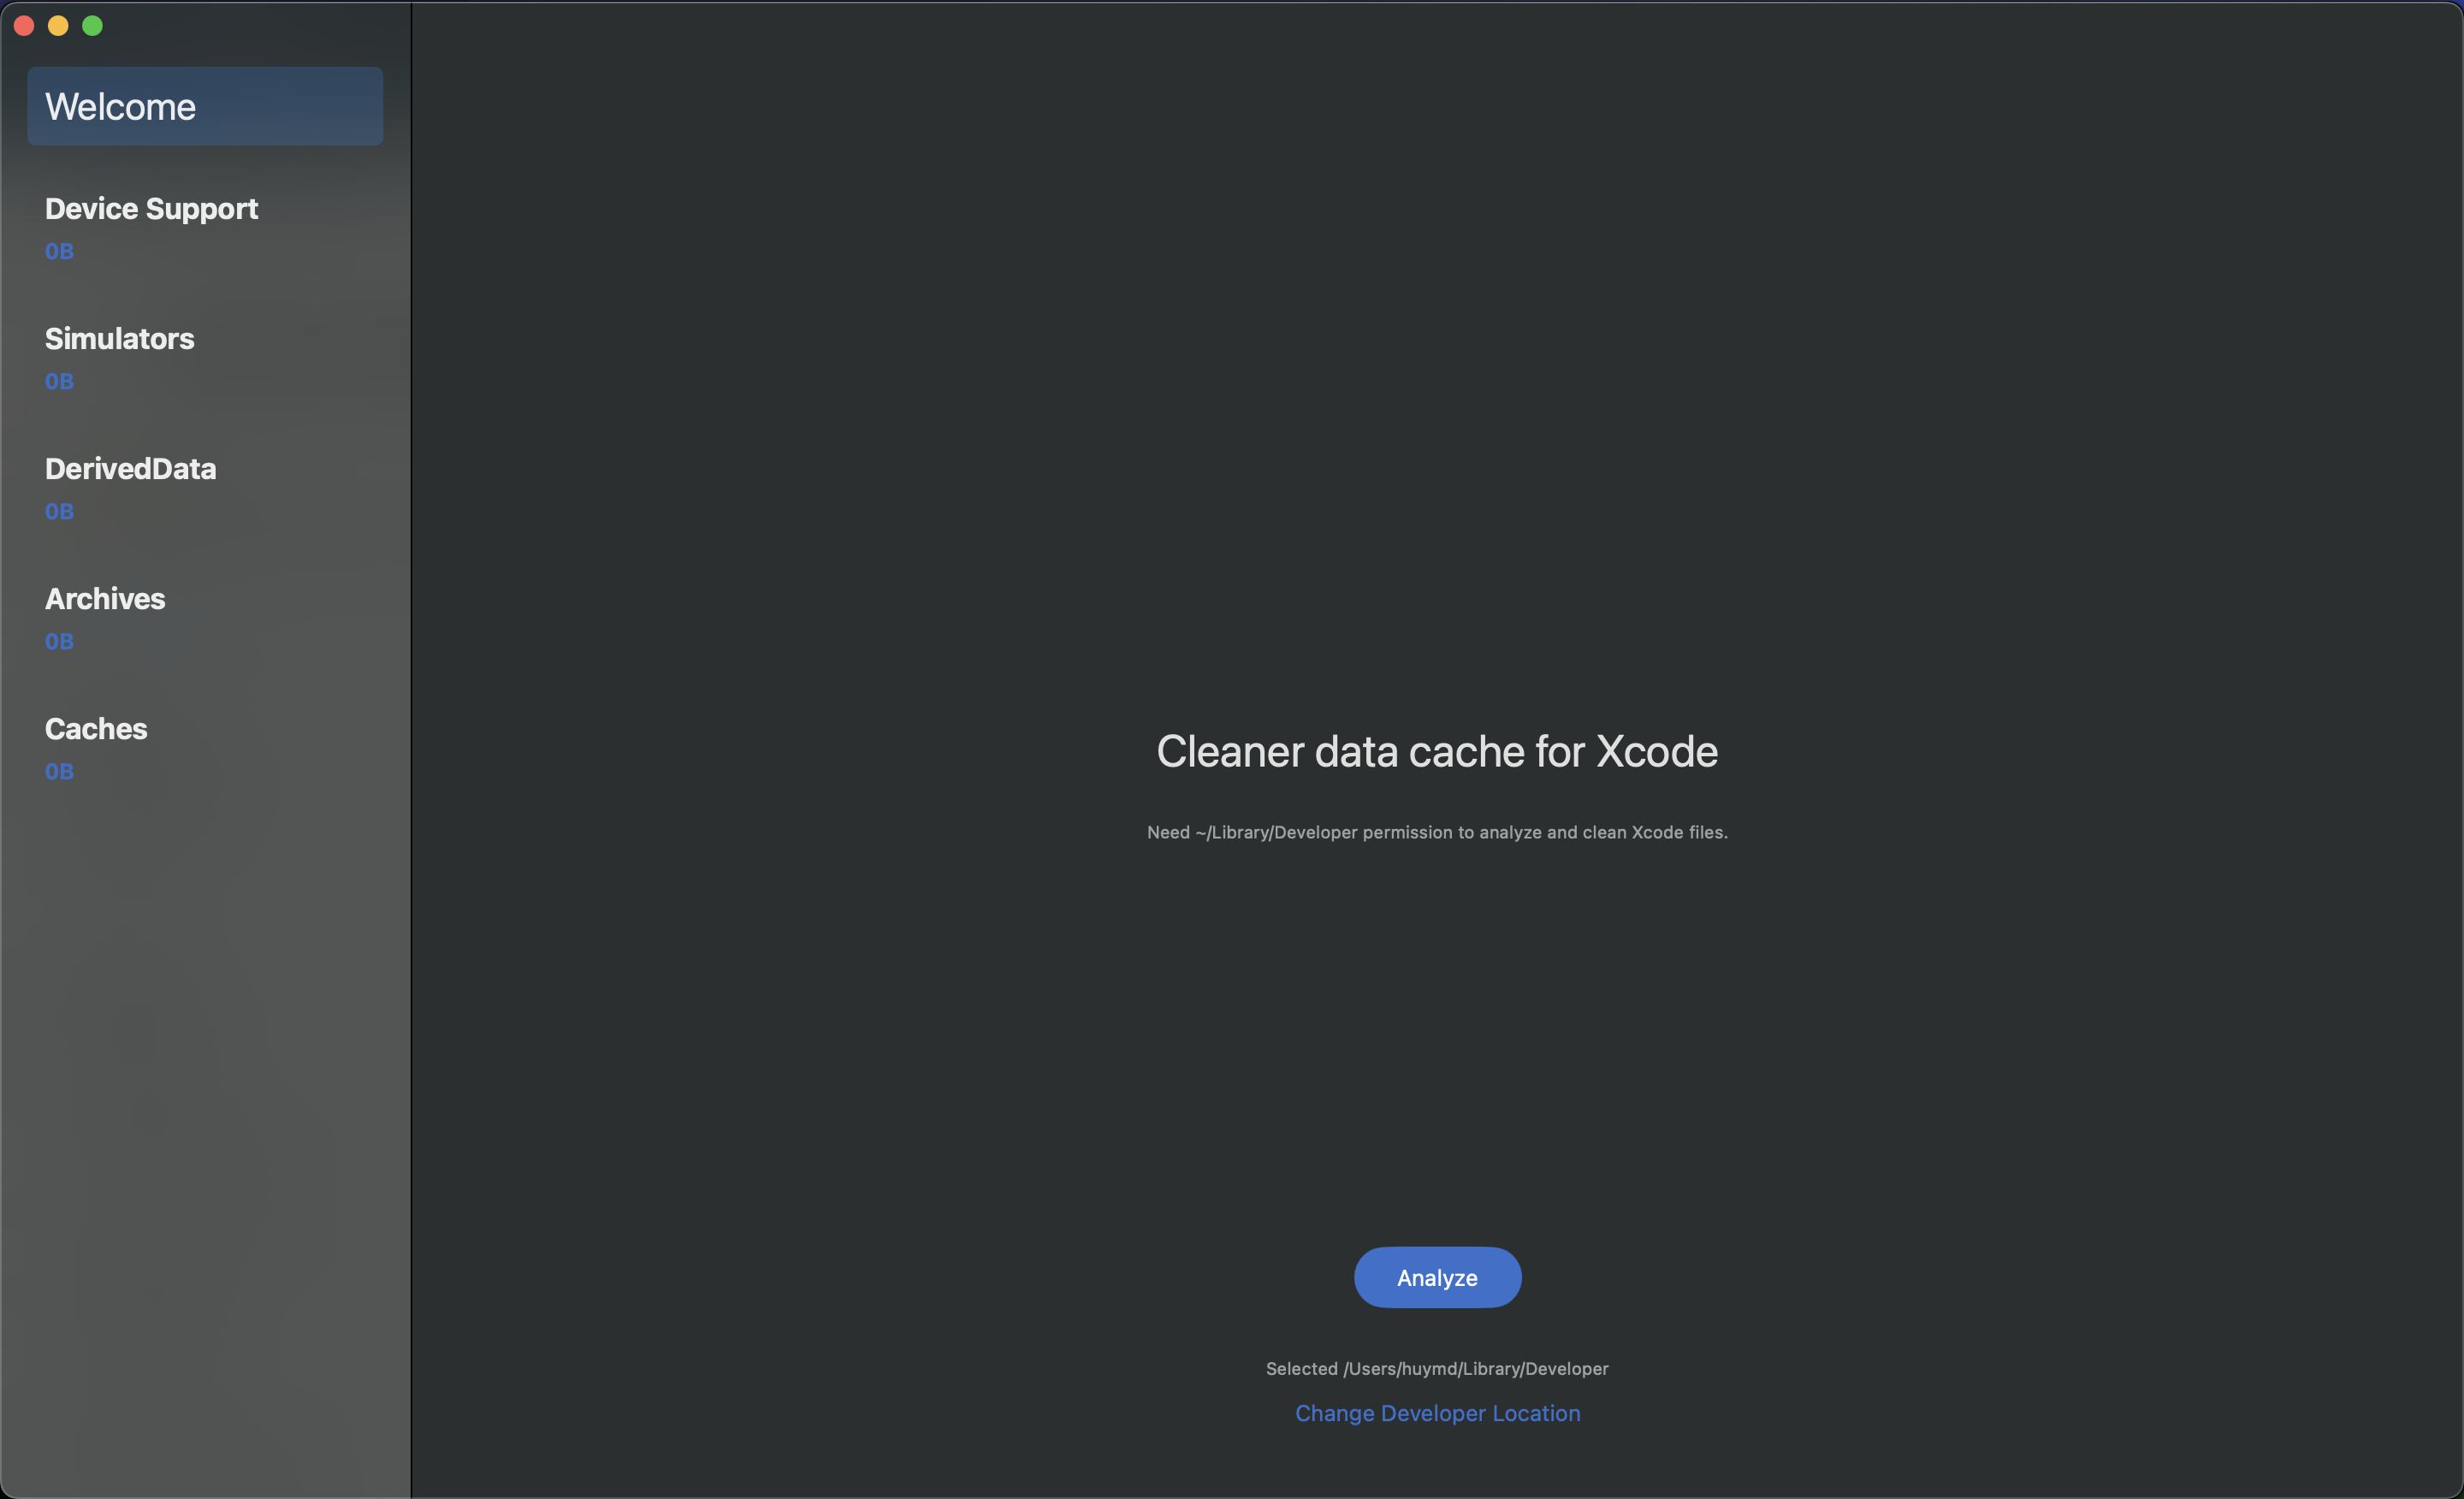 Welcome
Device Support
0B
Simulators
0B
DerivedData
0B
Archives
0B
Caches
0B
Cleaner data cache for Xcode
Need ~/Library/Developer permission to analyze and clean Xcode files.
Analyze
Selected /Users/huymd/Library/Developer
Change Developer Location